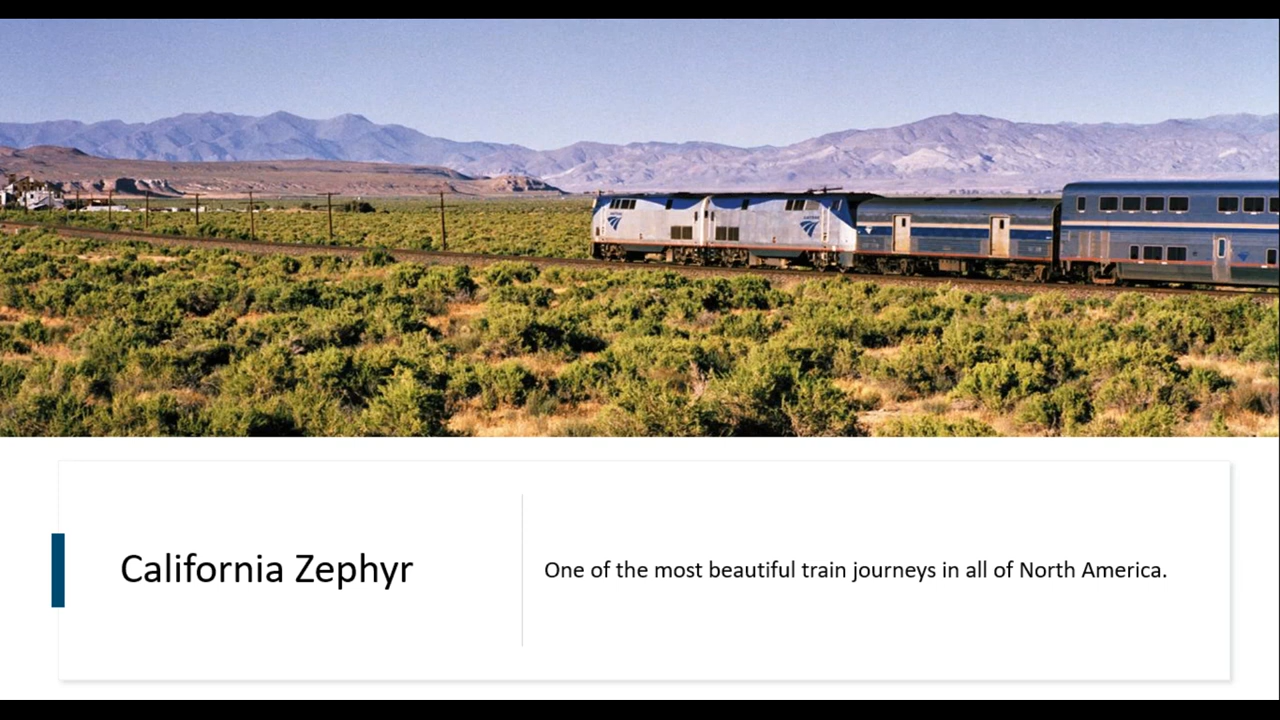 California Zephyr
One of the most beautiful train journeys in all of North America.